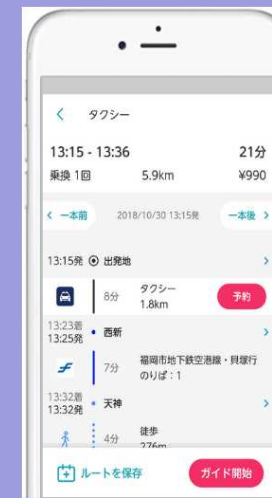 タクシー
13:15 - 13:36 21分
乗換 1回 5.9km ¥990
一本前 2018/10/30 13:15発 一本後
13:15発 出発地
8分 タクシー 予約
1.8km
13:23着
13:25発 西新
7分 福岡市地下鉄空港線・貝塚行
のりば:1
13:32着
13:32発 天神
4分 徒歩
276m
ルートを保存 ガイド開始